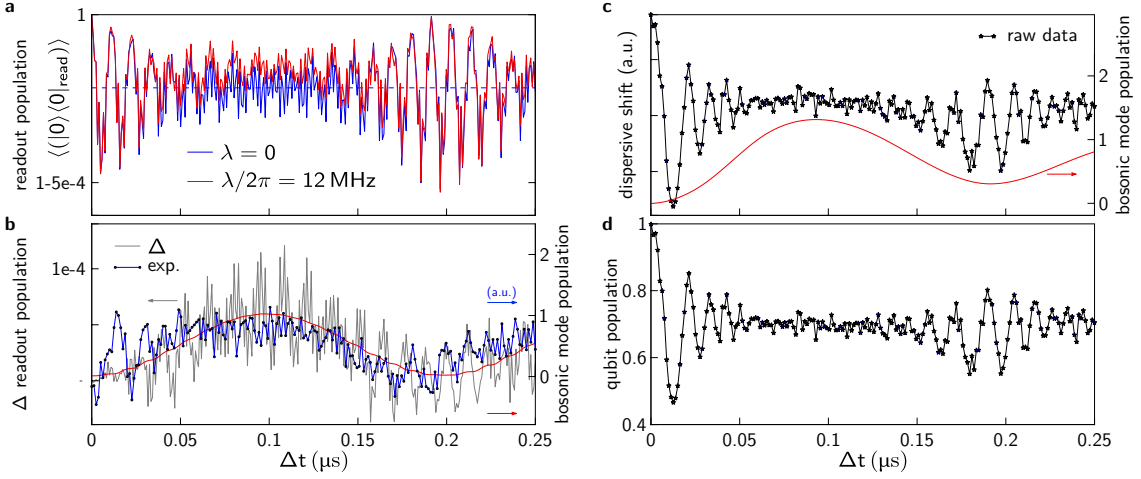 a
1
readout population
⟨(|0⟩⟨0|read)⟩
1-5e-4
λ = 0
λ/2π = 12 MHz
b
Δ readout population
1e-4
-
Δ
exp.
(a.u.)
2
1
0
bosonic mode population
0
0.05
0.1
0.15
0.2
0.25
Δt (μs)
c
dispersive shift (a.u.)
raw data
2
1
0
bosonic mode population
d
qubit population
1
0.8
0.6
0.4
0
0.05
0.1
0.15
0.2
0.25
Δt (μs)